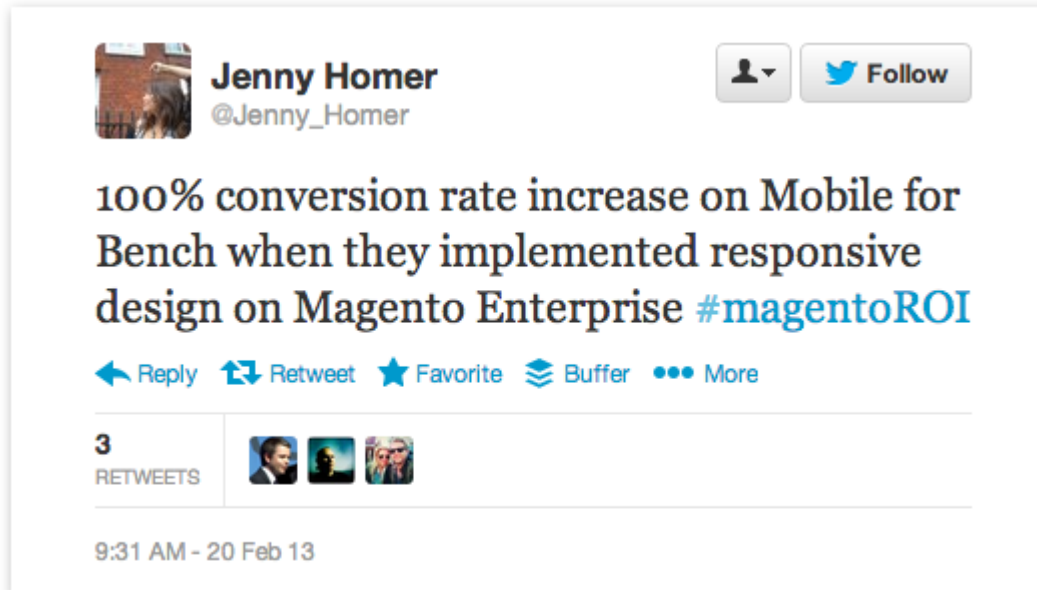 Jenny Homer
@Jenny_Homer
Follow
100% conversion rate increase on Mobile for
Bench when they implemented responsive
design on Magento Enterprise #magentoROI
Reply Retweet Favorite Buffer More
3
RETWEETS
9:31 AM - 20 Feb 13